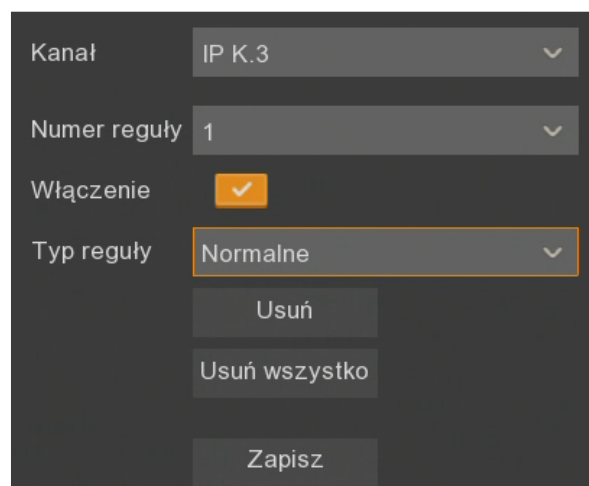 Kanał IP K.3
Numer reguły 1
Włączenie
Typ reguły Normalne
Usuń
Usuń wszystko
Zapisz